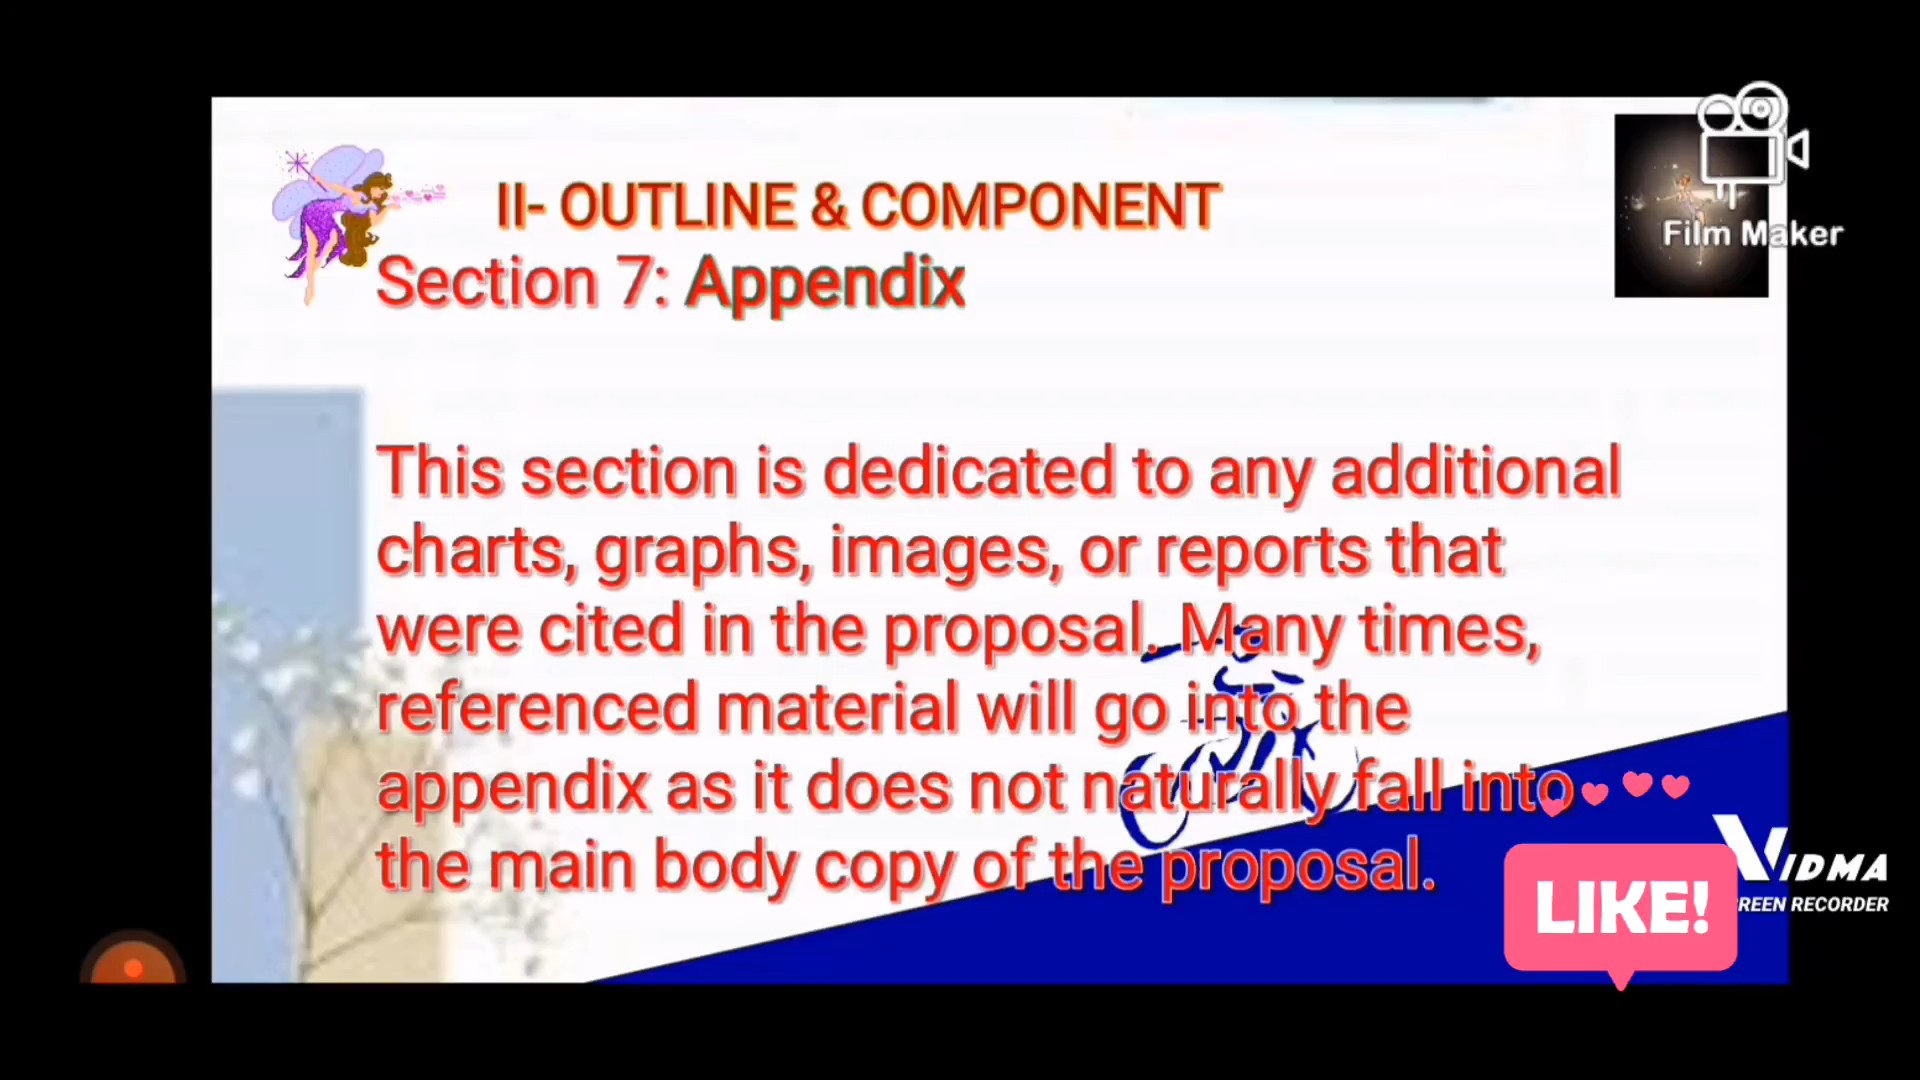 II- OUTLINE & COMPONENT
Section 7: Appendix
Film Maker
This section is dedicated to any additional
charts, graphs, images, or reports that
were cited in the proposal. Many times,
referenced material will go into the
appendix as it does not naturally fall into
the main body copy of the proposal.
VIDMA
REEN RECORDER
LIKE!